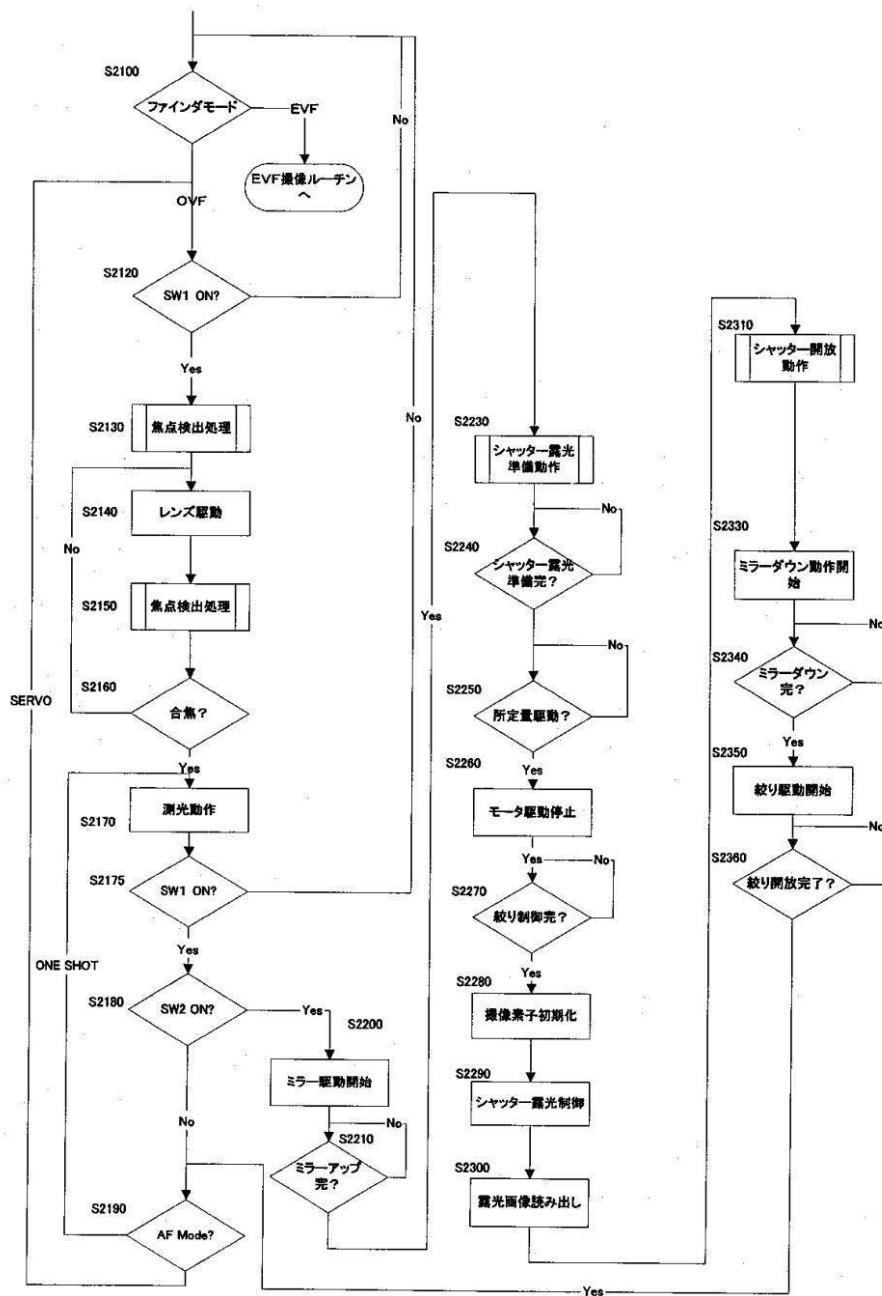 S2100
ファインダモード
EVF
No
EVF撮像ルーチン
へ
OVF
S2120
SW1 ON?
Yes
S2130
焦点検出処理
S2140
レンズ駆動
No
S2150
焦点検出処理
S2160
合焦？
SERVO
Yes
S2170
測光動作
S2175
SW1 ON?
No
Yes
ONE SHOT
S2180
SW2 ON?
Yes
S2200
ミラー駆動開始
No
S2210
No
ミラーアップ
完？
S2190
AF Mode?
Yes
S2230
シャッター露光
準備動作
No
S2240
シャッター露光
準備完？
No
S2250
所定量駆動？
S2260
Yes
モータ駆動停止
Yes
No
S2270
絞り制御完？
Yes
S2280
撮像素子初期化
S2290
シャッター露光制御
S2300
露光画像読み出し
S2310
シャッター開放
動作
S2330
ミラーダウン動作開
始
No
S2340
ミラーダウン
完？
Yes
S2350
絞り駆動開始
No
S2360
絞り開放完了？
Yes